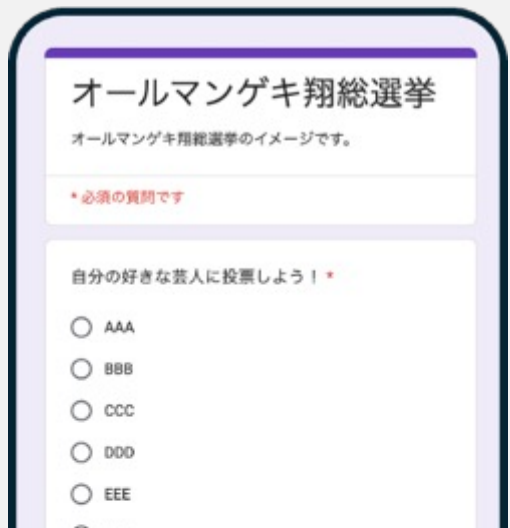 オールマンゲキ翔総選挙
オールマンゲキ翔総選挙のイメージです。
* 必須の質問です
自分の好きな芸人に投票しよう！ *
AAA
BBB
CCC
DDD
EEE